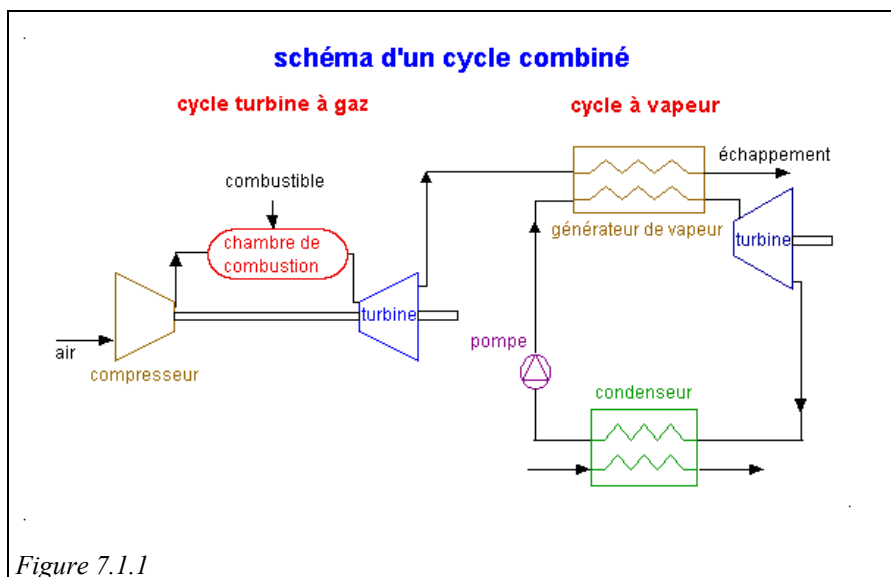 schéma d'un cycle combiné
cycle turbine à gaz
cycle à vapeur
combustible
échappement
chambre de
combustion
générateur de vapeur
turbine
turbine
air
compresseur
pompe
condenseur
Figure 7.1.1